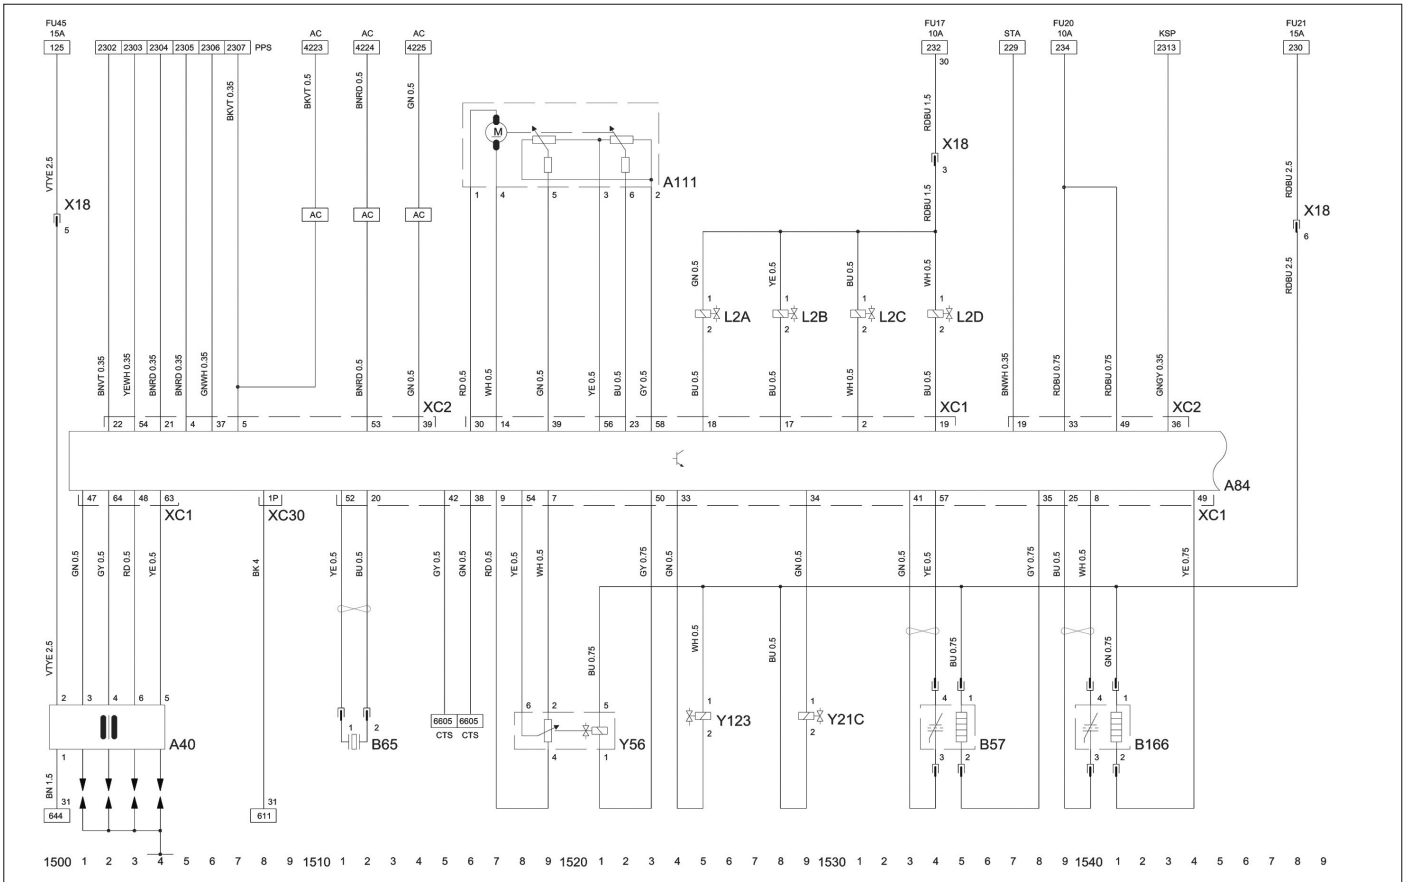 FU45 AC AC AC FU17 FU20 FU21
15A 10A STA 10A KSP 15A
125 2302 2303 2304 2305 2306 2307 PPS 4223 4224 4225 232 229 234 2313 230
30
BKVT 0.35 BKVT 0.5 BNRD 0.5 GN 0.5 RDBU 1.5
M
X18
3
VTYE 2.5 RDBU 2.5
A111
1 4 5 3 6 2
X18 AC AC AC RDBU 1.5 X18
5 6
GN 0.5 YE 0.5 BU 0.5 WH 0.5 RDBU 2.5
1 1 1 1
L2A L2B L2C L2D
2 2 2 2
BNVT 0.35 YEWH 0.35 BNRD 0.35 BNRD 0.35 GNWH 0.35 BNRD 0.5 GN 0.5 RD 0.5 WH 0.5 GN 0.5 YE 0.5 BU 0.5 GY 0.5 BU 0.5 BU 0.5 WH 0.5 BU 0.5 BNWH 0.35 RDBU 0.75 RDBU 0.75 GNGY 0.35
XC2 XC1 XC2
22 54 21 4 37 5 53 39 30 14 39 56 23 58 18 17 2 19 19 33 49 36
A84
47 64 48 63 1P 52 20 42 38 9 54 7 50 33 34 41 57 35 25 8 49
XC1 XC30 XC1
GN 0.5 GY 0.5 RD 0.5 YE 0.5 BK 4 YE 0.5 BU 0.5 GY 0.5 GN 0.5 RD 0.5 YE 0.5 WH 0.5 GY 0.75 GN 0.5 GN 0.5 GN 0.5 YE 0.5 GY 0.75 BU 0.5 WH 0.5 YE 0.75
VTYE 2.5 BU 0.75 WH 0.5 BU 0.5 BU 0.75 GN 0.75
2 3 4 6 5 6 2 5 1 1 4 1 4 1
1 2 6605 6605
A40 B65 CTS CTS Y56 Y123 Y21C B57 B166
1 4 1 2 2 3 2 3 2
BN 1.5
31 31
644 611
1500 1 2 3 4 5 6 7 8 9 1510 1 2 3 4 5 6 7 8 9 1520 1 2 3 4 5 6 7 8 9 1530 1 2 3 4 5 6 7 8 9 1540 1 2 3 4 5 6 7 8 9